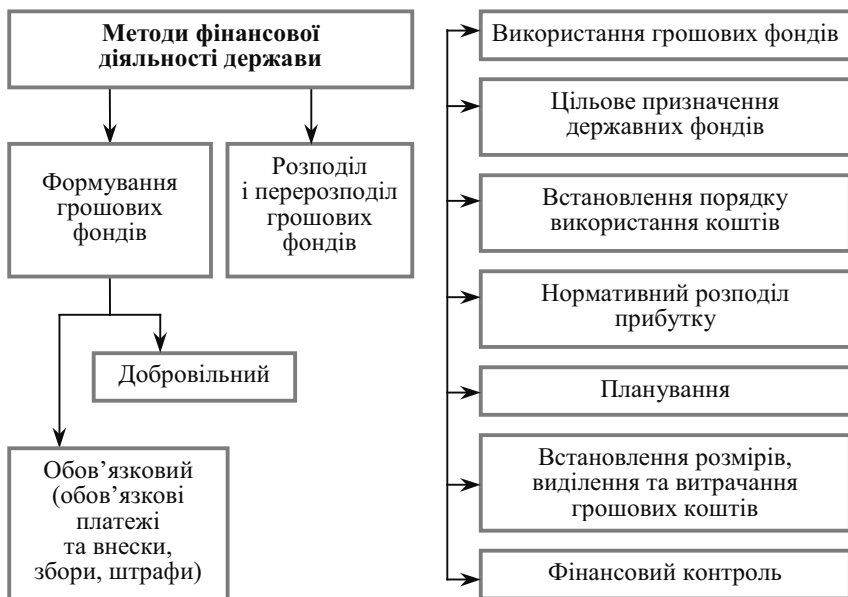 Методи фінансової
діяльності держави
Формування
грошових
фондів
Розподіл
і перерозподіл
грошових
фондів
Добровільний
Обов’язковий
(обов’язкові
платежі
та внески,
збори, штрафи)
Використання грошових фондів
Цільове призначення
державних фондів
Встановлення порядку
використання коштів
Нормативний розподіл
прибутку
Планування
Встановлення розмірів,
виділення та витрачання
грошових коштів
Фінансовий контроль